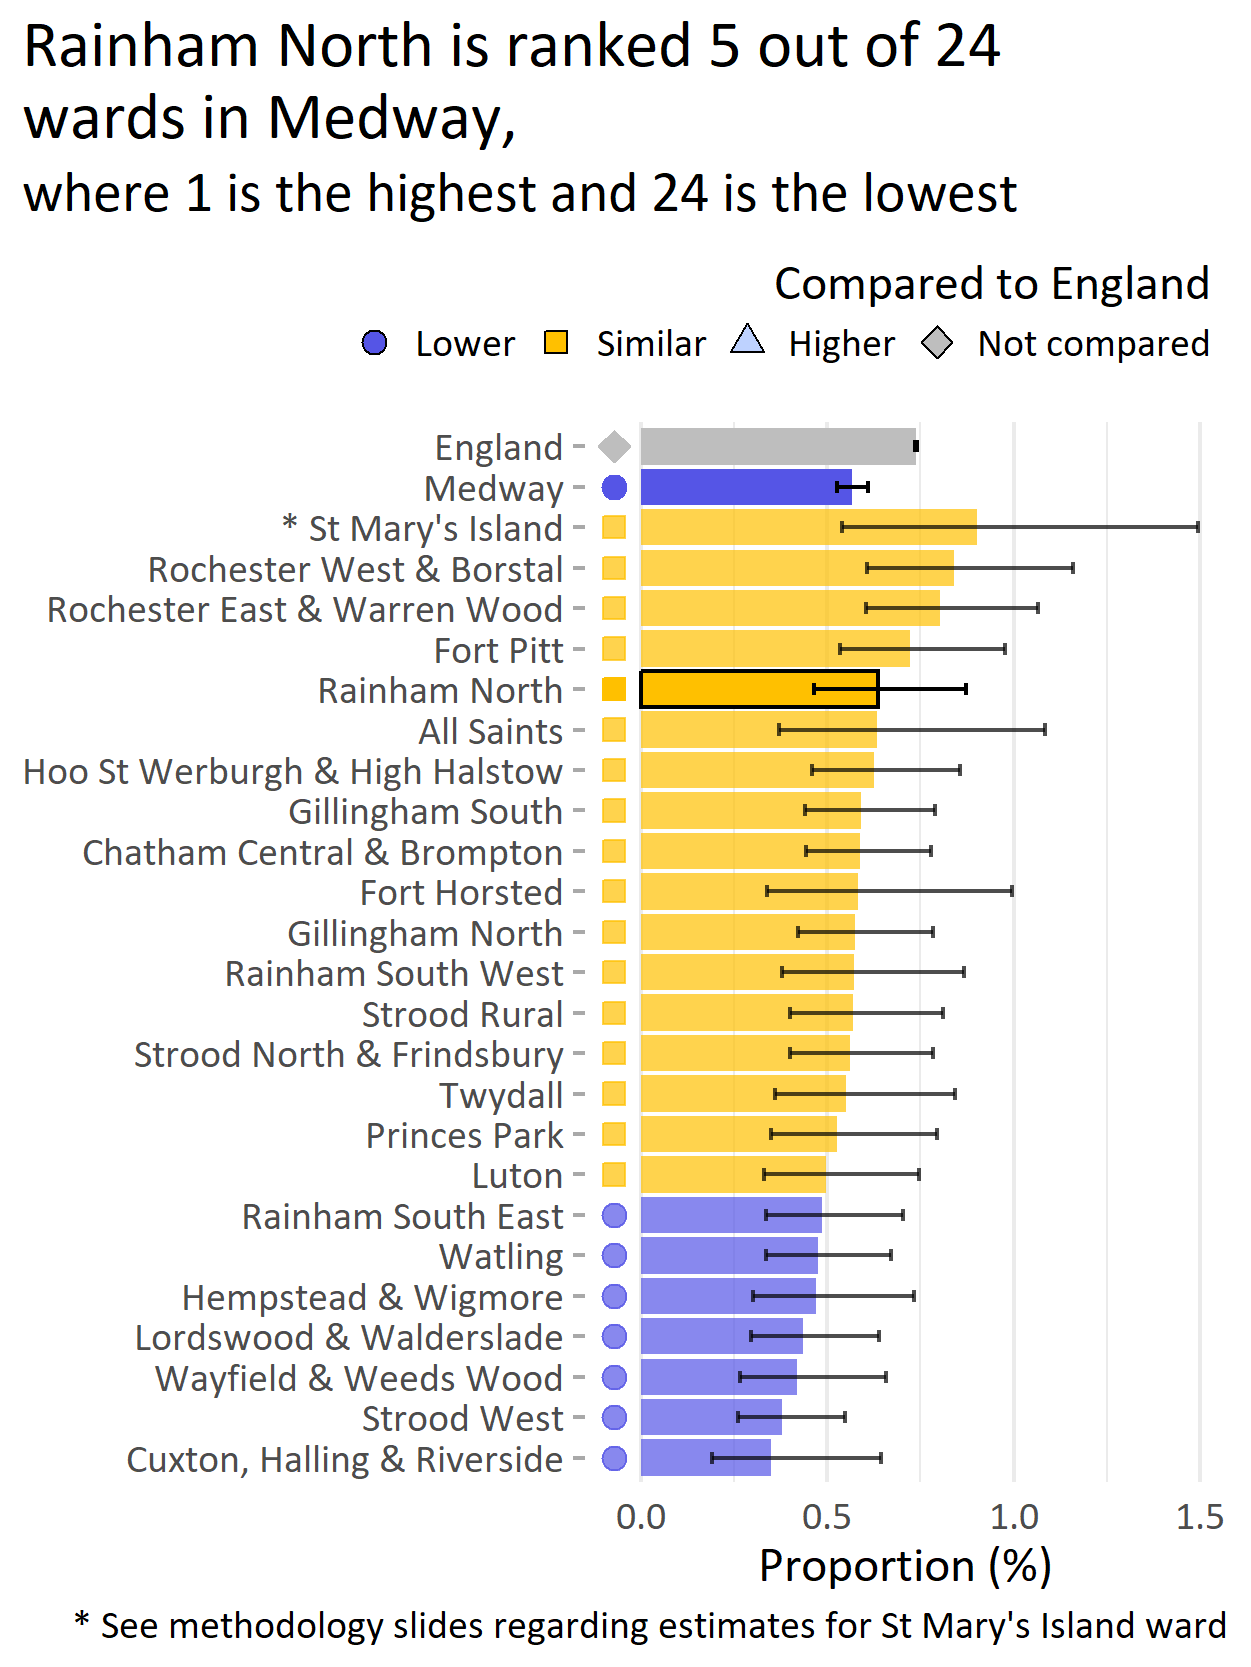 Rainham North is ranked 5 out of 24
wards in Medway,
where 1 is the highest and 24 is the lowest
Compared to England
Lower Similar Higher Not compared
England
Medway
* St Mary's Island
Rochester West & Borstal
Rochester East & Warren Wood
Fort Pitt
Rainham North
All Saints
Hoo St Werburgh & High Halstow
Gillingham South
Chatham Central & Brompton
Fort Horsted
Gillingham North
Rainham South West
Strood Rural
Strood North & Frindsbury
Twydall
Princes Park
Luton
Rainham South East
Watling
Hempstead & Wigmore
Lordswood & Walderslade
Wayfield & Weeds Wood
Strood West
Cuxton, Halling & Riverside
0.0 0.5 1.0 1.5
Proportion (%)
* See methodology slides regarding estimates for St Mary's Island ward